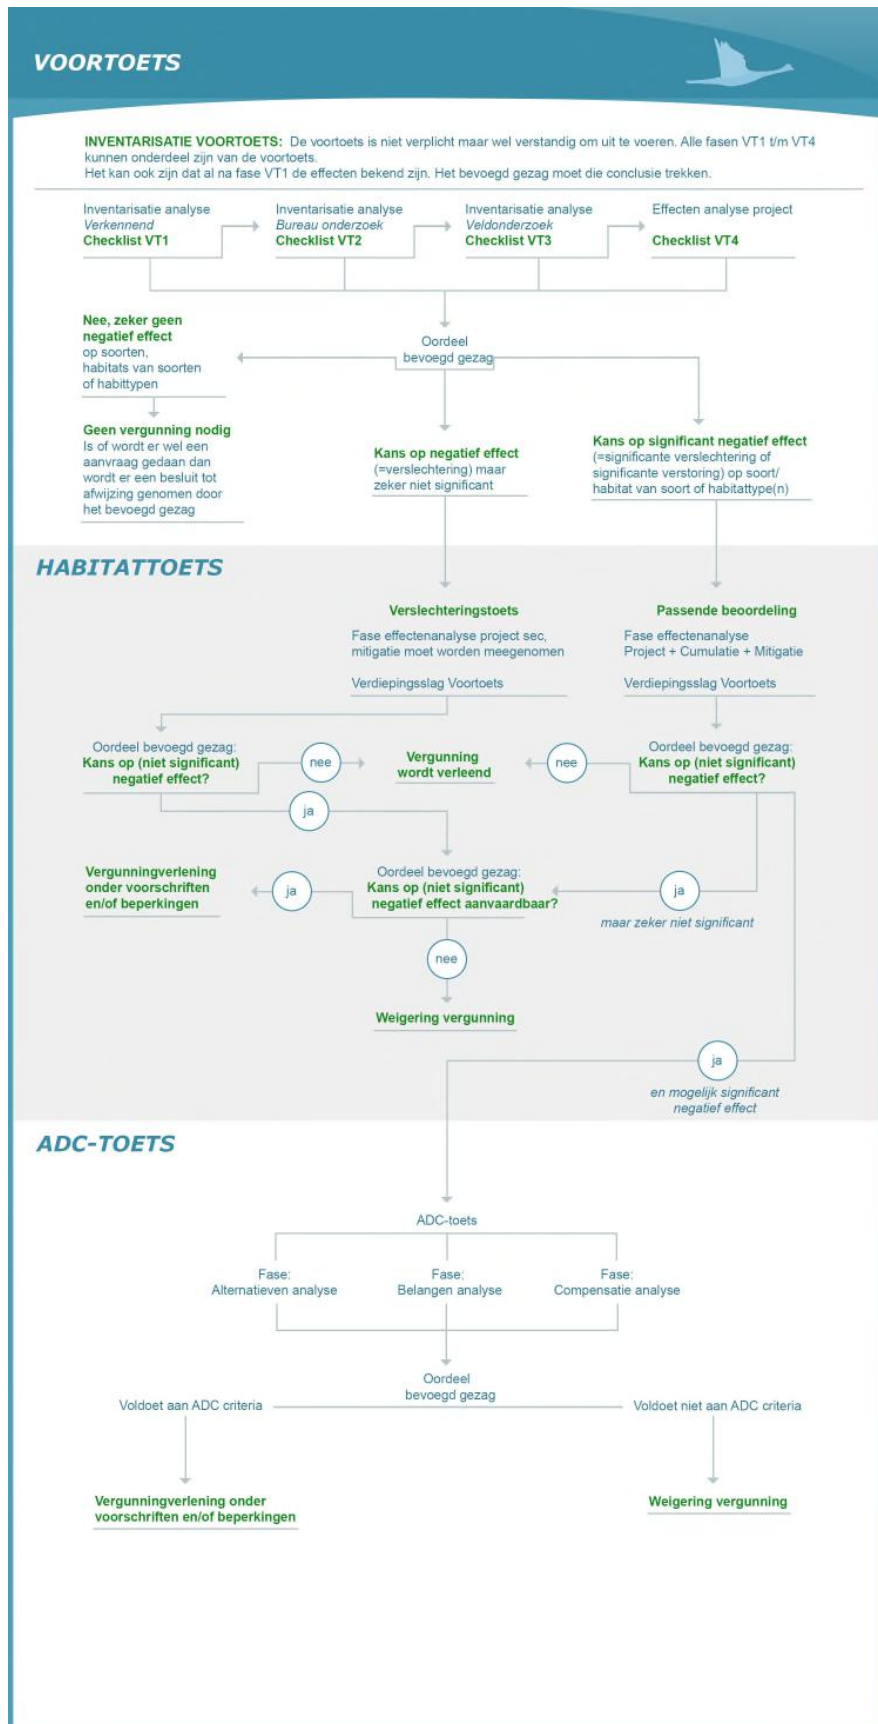 VOORTOETS
INVENTARISATIE VOORTOETS: De voortoets is niet verplicht maar wel verstandig om uit te voeren. Alle fasen VT1 t/m VT4
kunnen onderdeel zijn van de voortoets.
Het kan ook zijn dat al na fase VT1 de effecten bekend zijn. Het bevoegd gezag moet die conclusie trekken.
Inventarisatie analyse
Verkennend
Checklist VT1
Inventarisatie analyse
Bureau onderzoek
Checklist VT2
Inventarisatie analyse
Veldonderzoek
Checklist VT3
Effecten analyse project
Checklist VT4
Oordeel
bevoegd gezag
Nee, zeker geen
negatief effect
op soorten,
habitats van soorten
of habittypen
Geen vergunning nodig
Is of wordt er wel een
aanvraag gedaan dan
wordt er een besluit tot
afwijzing genomen door
het bevoegd gezag
Kans op negatief effect
(=verslechtering) maar
zeker niet significant
Kans op significant negatief effect
(=significante verslechtering of
significante verstoring) op soort/
habitat van soort of habitattype(n)
HABITATTOETS
Verslechteringstoets
Fase effectenanalyse project sec,
mitigatie moet worden meegenomen
Verdiepingsslag Voortoets
Passende beoordeling
Fase effectenanalyse
Project + Cumulatie + Mitigatie
Verdiepingsslag Voortoets
Oordeel bevoegd gezag:
Kans op (niet significant)
negatief effect?
nee
Vergunning
wordt verleend
nee
Oordeel bevoegd gezag:
Kans op (niet significant)
negatief effect?
ja
Vergunningverlening
onder voorschriften
en/of beperkingen
ja
Oordeel bevoegd gezag:
Kans op (niet significant)
negatief effect aanvaardbaar?
ja
maar zeker niet significant
nee
Weigering vergunning
ja
en mogelijk significant
negatief effect
ADC-TOETS
ADC-toets
Fase:
Alternatieven analyse
Fase:
Belangen analyse
Fase:
Compensatie analyse
Oordeel
bevoegd gezag
Voldoet aan ADC criteria
Voldoet niet aan ADC criteria
Vergunningverlening onder
voorschriften en/of beperkingen
Weigering vergunning